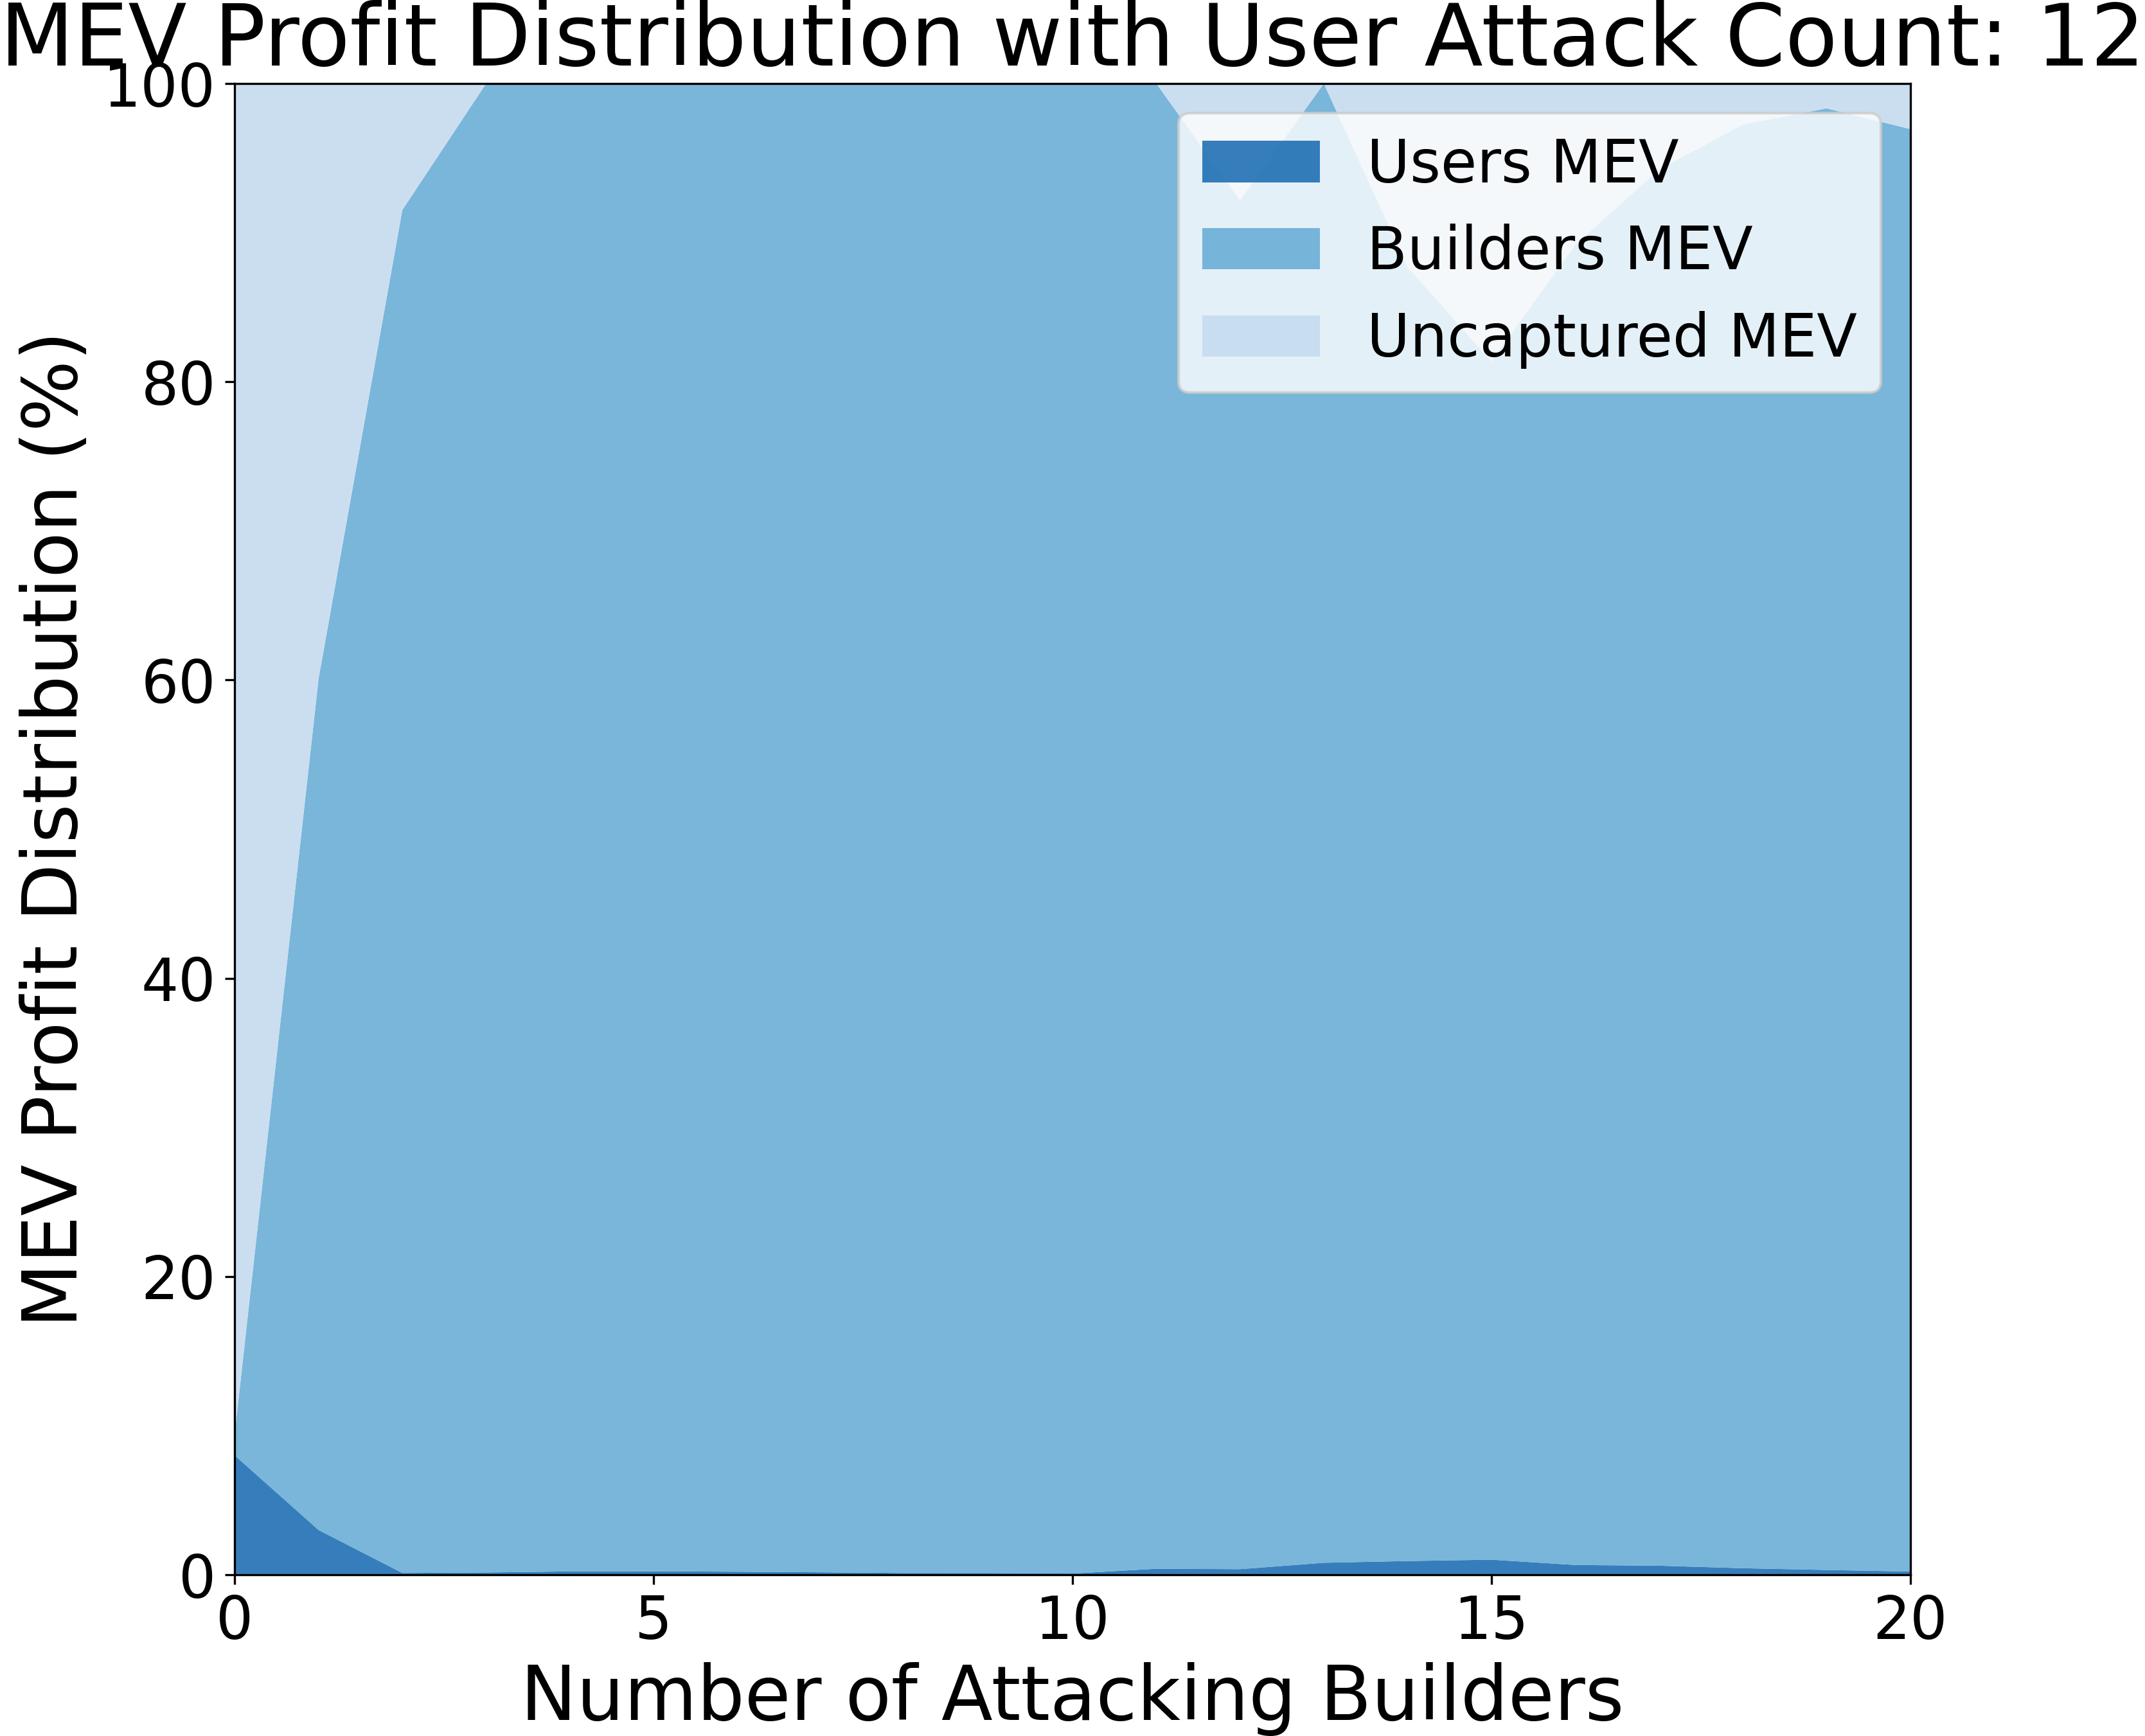 MEV Profit Distribution with User Attack Count: 12
MEV Profit Distribution (%)
100
80
60
40
20
0
0 5 10 15 20
Number of Attacking Builders
Users MEV
Builders MEV
Uncaptured MEV